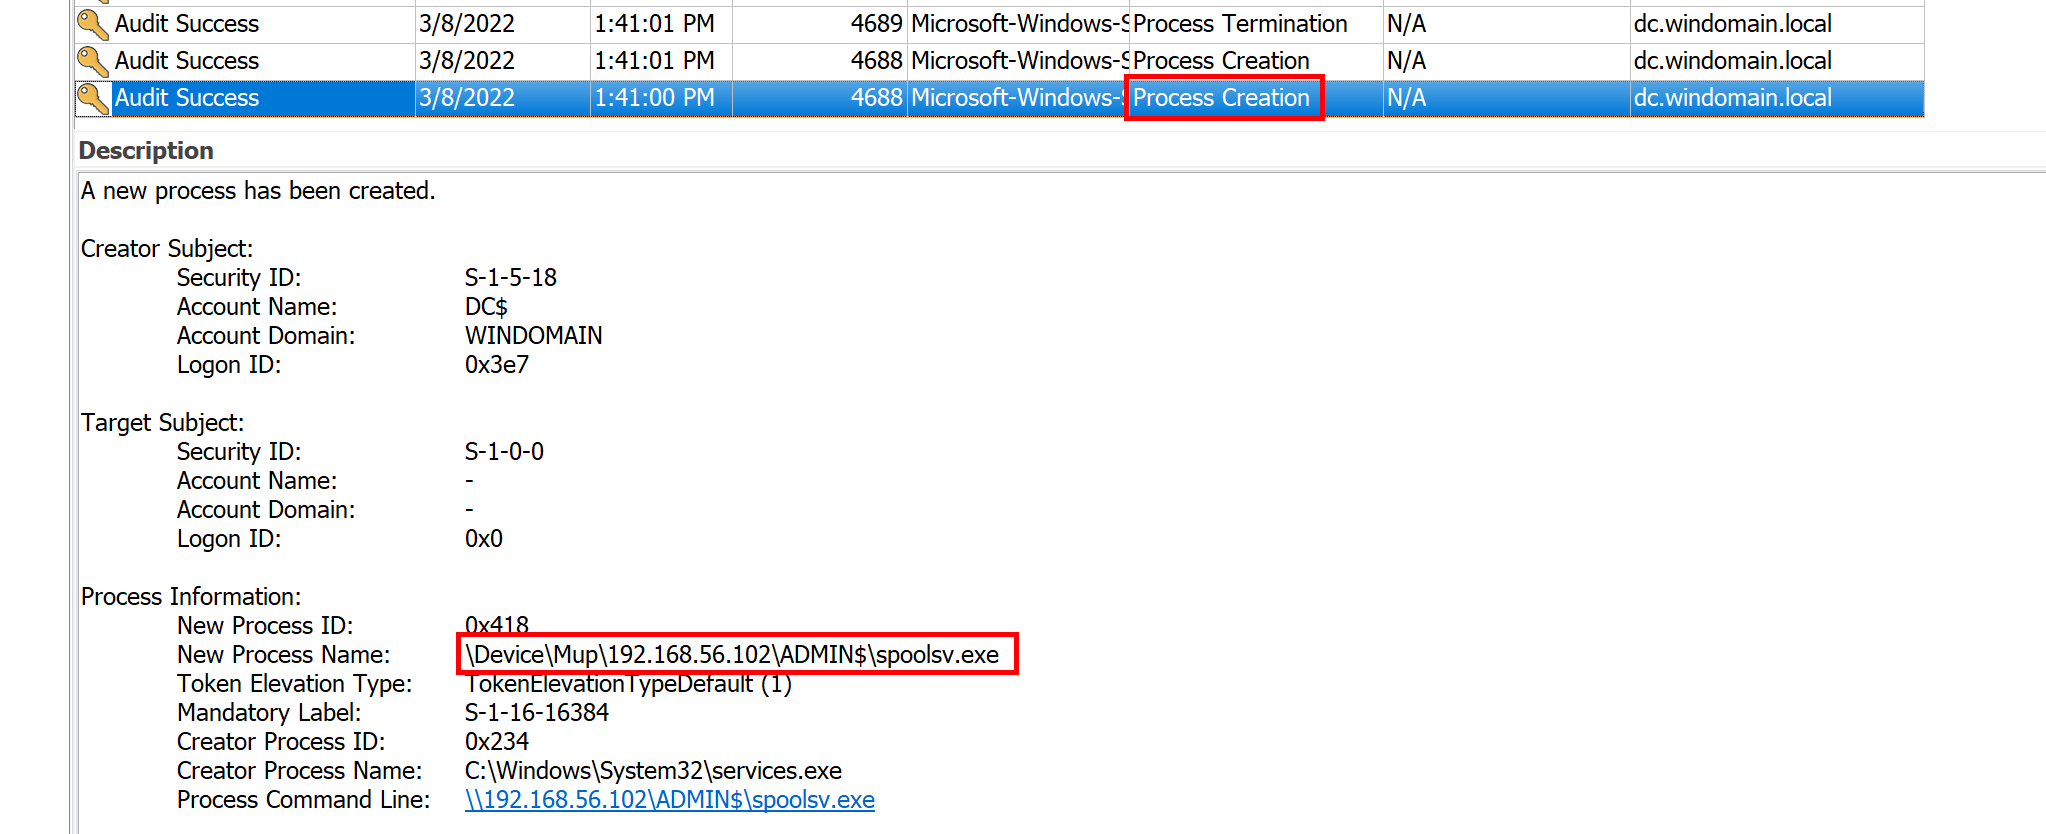 Audit Success 3/8/2022 1:41:01 PM 4689 Microsoft-Windows-S Process Termination N/A dc.windomain.local
Audit Success 3/8/2022 1:41:01 PM 4688 Microsoft-Windows-S Process Creation N/A dc.windomain.local
Audit Success 3/8/2022 1:41:00 PM 4688 Microsoft-Windows-S Process Creation N/A dc.windomain.local
Description
A new process has been created.
Creator Subject:
Security ID: S-1-5-18
Account Name: DC$
Account Domain: WINDOMAIN
Logon ID: 0x3e7
Target Subject:
Security ID: S-1-0-0
Account Name: -
Account Domain: -
Logon ID: 0x0
Process Information:
New Process ID: 0x418
New Process Name: \Device\Mup\192.168.56.102\ADMIN$\spoolsv.exe
Token Elevation Type: TokenElevationTypeDefault (1)
Mandatory Label: S-1-16-16384
Creator Process ID: 0x234
Creator Process Name: C:\Windows\System32\services.exe
Process Command Line: \\192.168.56.102\ADMIN$\spoolsv.exe